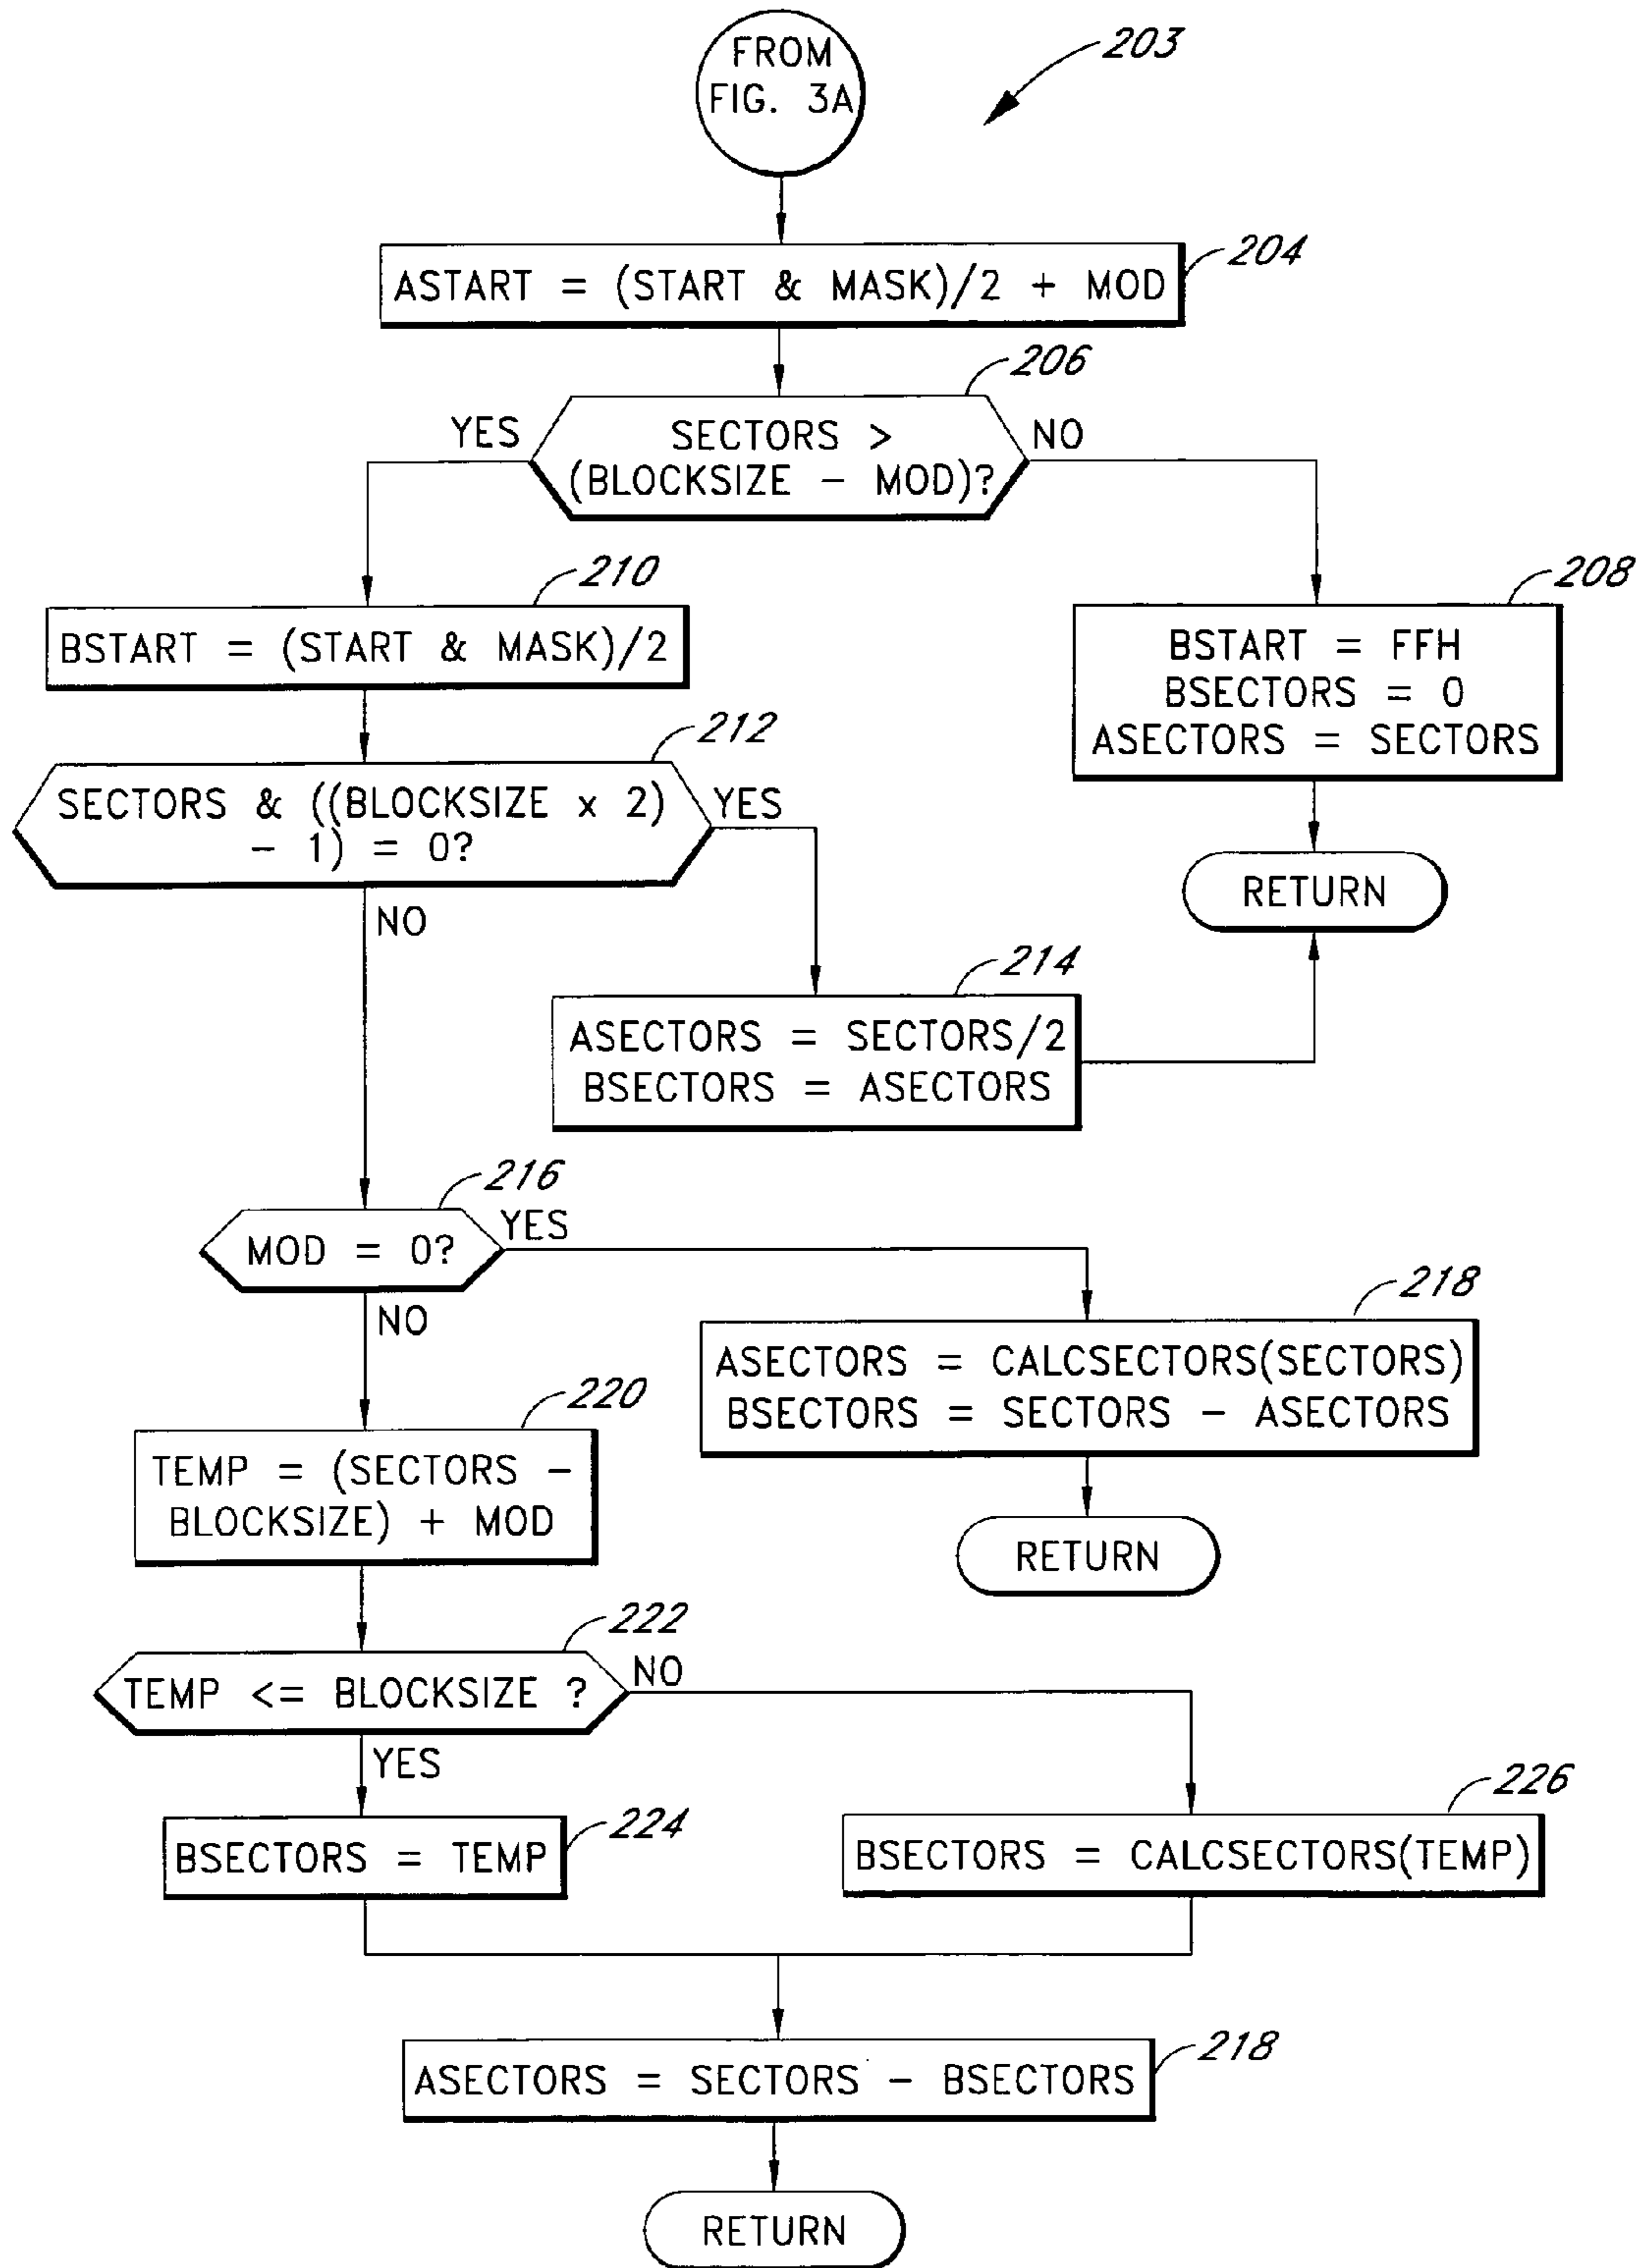 FROM
FIG. 3A
203
ASTART = (START & MASK)/2 + MOD
204
206
SECTORS >
(BLOCKSIZE - MOD)?
YES
NO
210
BSTART = (START & MASK)/2
208
BSTART = FFH
BSECTORS = 0
ASECTORS = SECTORS
212
SECTORS & ((BLOCKSIZE x 2)
- 1) = 0?
YES
NO
RETURN
214
ASECTORS = SECTORS/2
BSECTORS = ASECTORS
216
MOD = 0?
YES
NO
218
ASECTORS = CALCSECTORS(SECTORS)
BSECTORS = SECTORS - ASECTORS
RETURN
220
TEMP = (SECTORS -
BLOCKSIZE) + MOD
222
TEMP <= BLOCKSIZE ?
NO
YES
224
BSECTORS = TEMP
226
BSECTORS = CALCSECTORS(TEMP)
218
ASECTORS = SECTORS - BSECTORS
RETURN